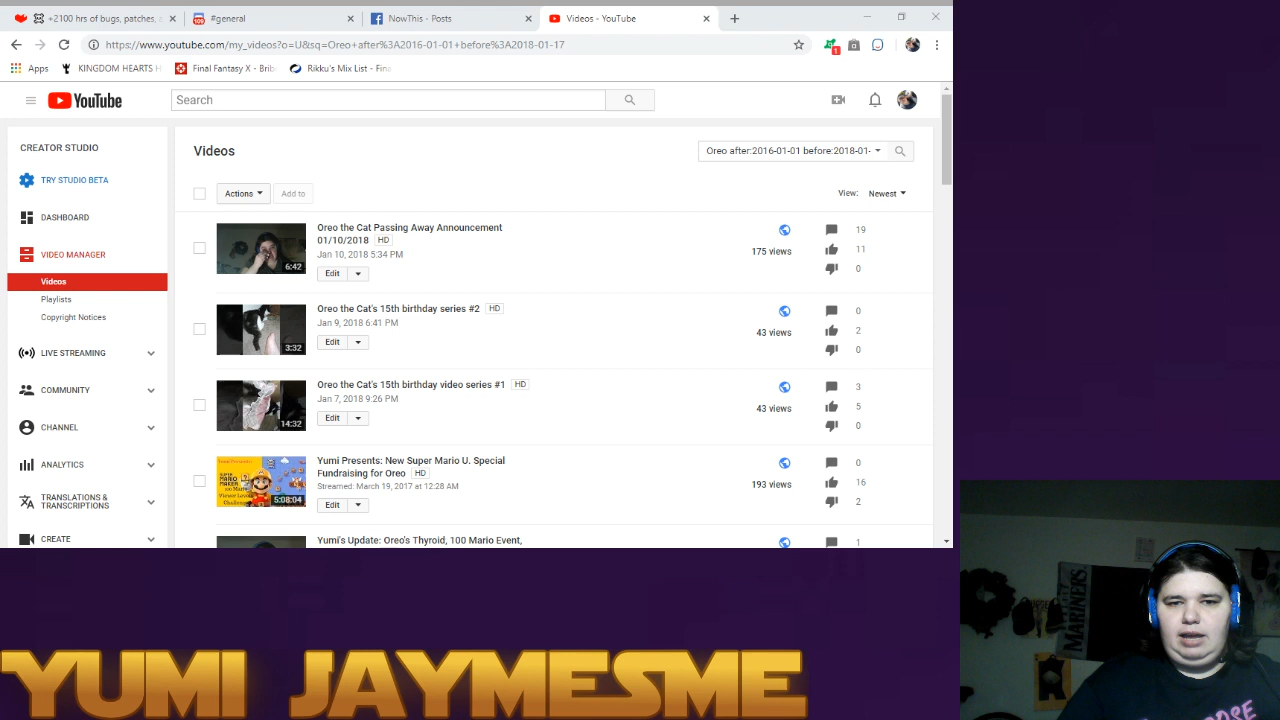 +2100 hrs of bugs, patches, a
#general
NowThis - Posts
Videos - YouTube
https://www.youtube.com/my_videos?o=U&sq=Oreo+after%3A2016-01-01+before%3A2018-01-17
1
Apps
KINGDOM HEARTS H
Final Fantasy X - Brib
Rikku's Mix List - Fina
YouTube
Search
CREATOR STUDIO
TRY STUDIO BETA
DASHBOARD
VIDEO MANAGER
Videos
Playlists
Copyright Notices
LIVE STREAMING
COMMUNITY
CHANNEL
ANALYTICS
TRANSLATIONS &
TRANSCRIPTIONS
CREATE
Videos
Oreo after:2016-01-01 before:2018-01-
Actions
Add to
View:
Newest
6:42
Oreo the Cat Passing Away Announcement
01/10/2018 HD
Jan 10, 2018 5:34 PM
Edit
175 views
19
11
0
3:32
Oreo the Cat's 15th birthday series #2 HD
Jan 9, 2018 6:41 PM
Edit
43 views
0
2
0
14:32
Oreo the Cat's 15th birthday video series #1 HD
Jan 7, 2018 9:26 PM
Edit
43 views
3
5
0
5:08:04
Yumi Presents: New Super Mario U. Special
Fundraising for Oreo HD
Streamed: March 19, 2017 at 12:28 AM
Edit
193 views
0
16
2
Yumi's Update: Oreo's Thyroid, 100 Mario Event,
1
MARINERS
YUMI JAYMESME